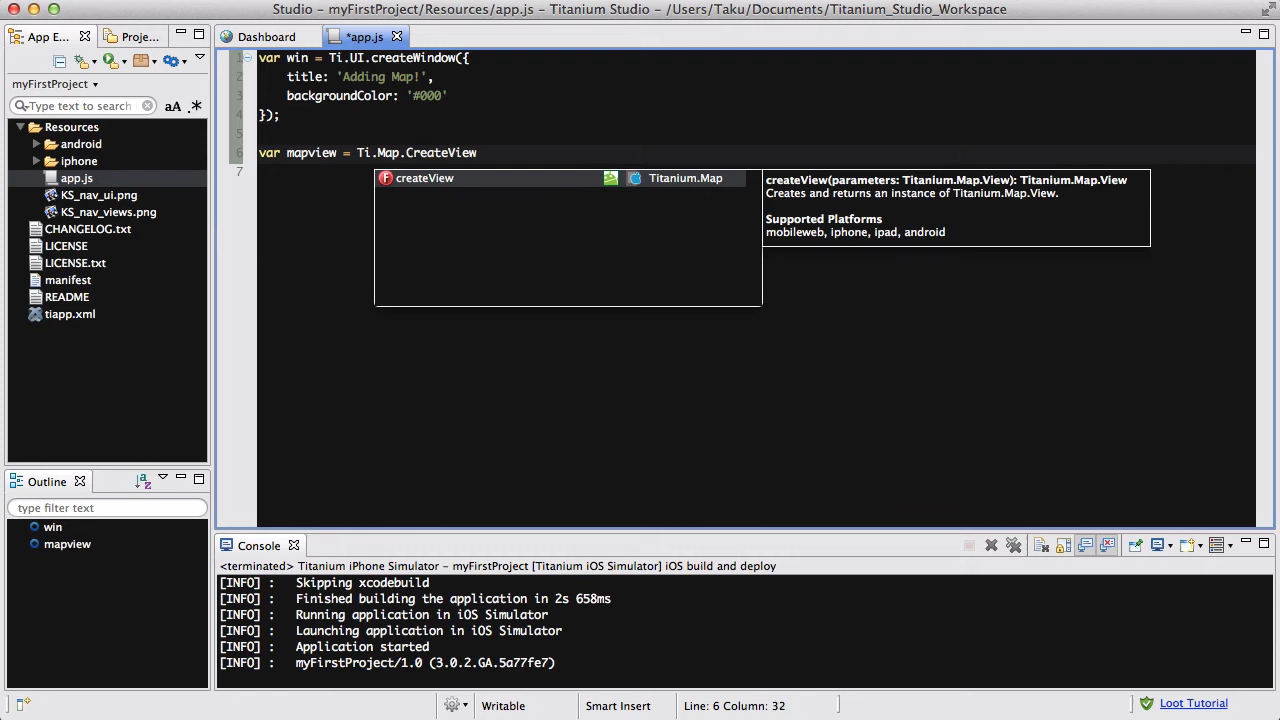 Studio - myFirstProject/Resources/app.js - Titanium Studio - /Users/Taku/Documents/Titanium_Studio_Workspace
App E...
Proje...
Dashboard
*app.js
myFirstProject
Type text to search
aA .*
Resources
android
iphone
app.js
KS_nav_ui.png
KS_nav_views.png
CHANGELOG.txt
LICENSE
LICENSE.txt
manifest
README
tiapp.xml
1 var win = Ti.UI.createWindow({
2 title: 'Adding Map!',
3 backgroundColor: '#000'
4 });
5
6 var mapview = Ti.Map.CreateView
7
createView Titanium.Map
createView(parameters: Titanium.Map.View): Titanium.Map.View
Creates and returns an instance of Titanium.Map.View.
Supported Platforms
mobileweb, iphone, ipad, android
Outline
type filter text
win
mapview
Console
<terminated> Titanium iPhone Simulator - myFirstProject [Titanium iOS Simulator] iOS build and deploy
[INFO] : Skipping xcodebuild
[INFO] : Finished building the application in 2s 658ms
[INFO] : Running application in iOS Simulator
[INFO] : Launching application in iOS Simulator
[INFO] : Application started
[INFO] : myFirstProject/1.0 (3.0.2.GA.5a77fe7)
Writable
Smart Insert
Line: 6 Column: 32
Loot Tutorial